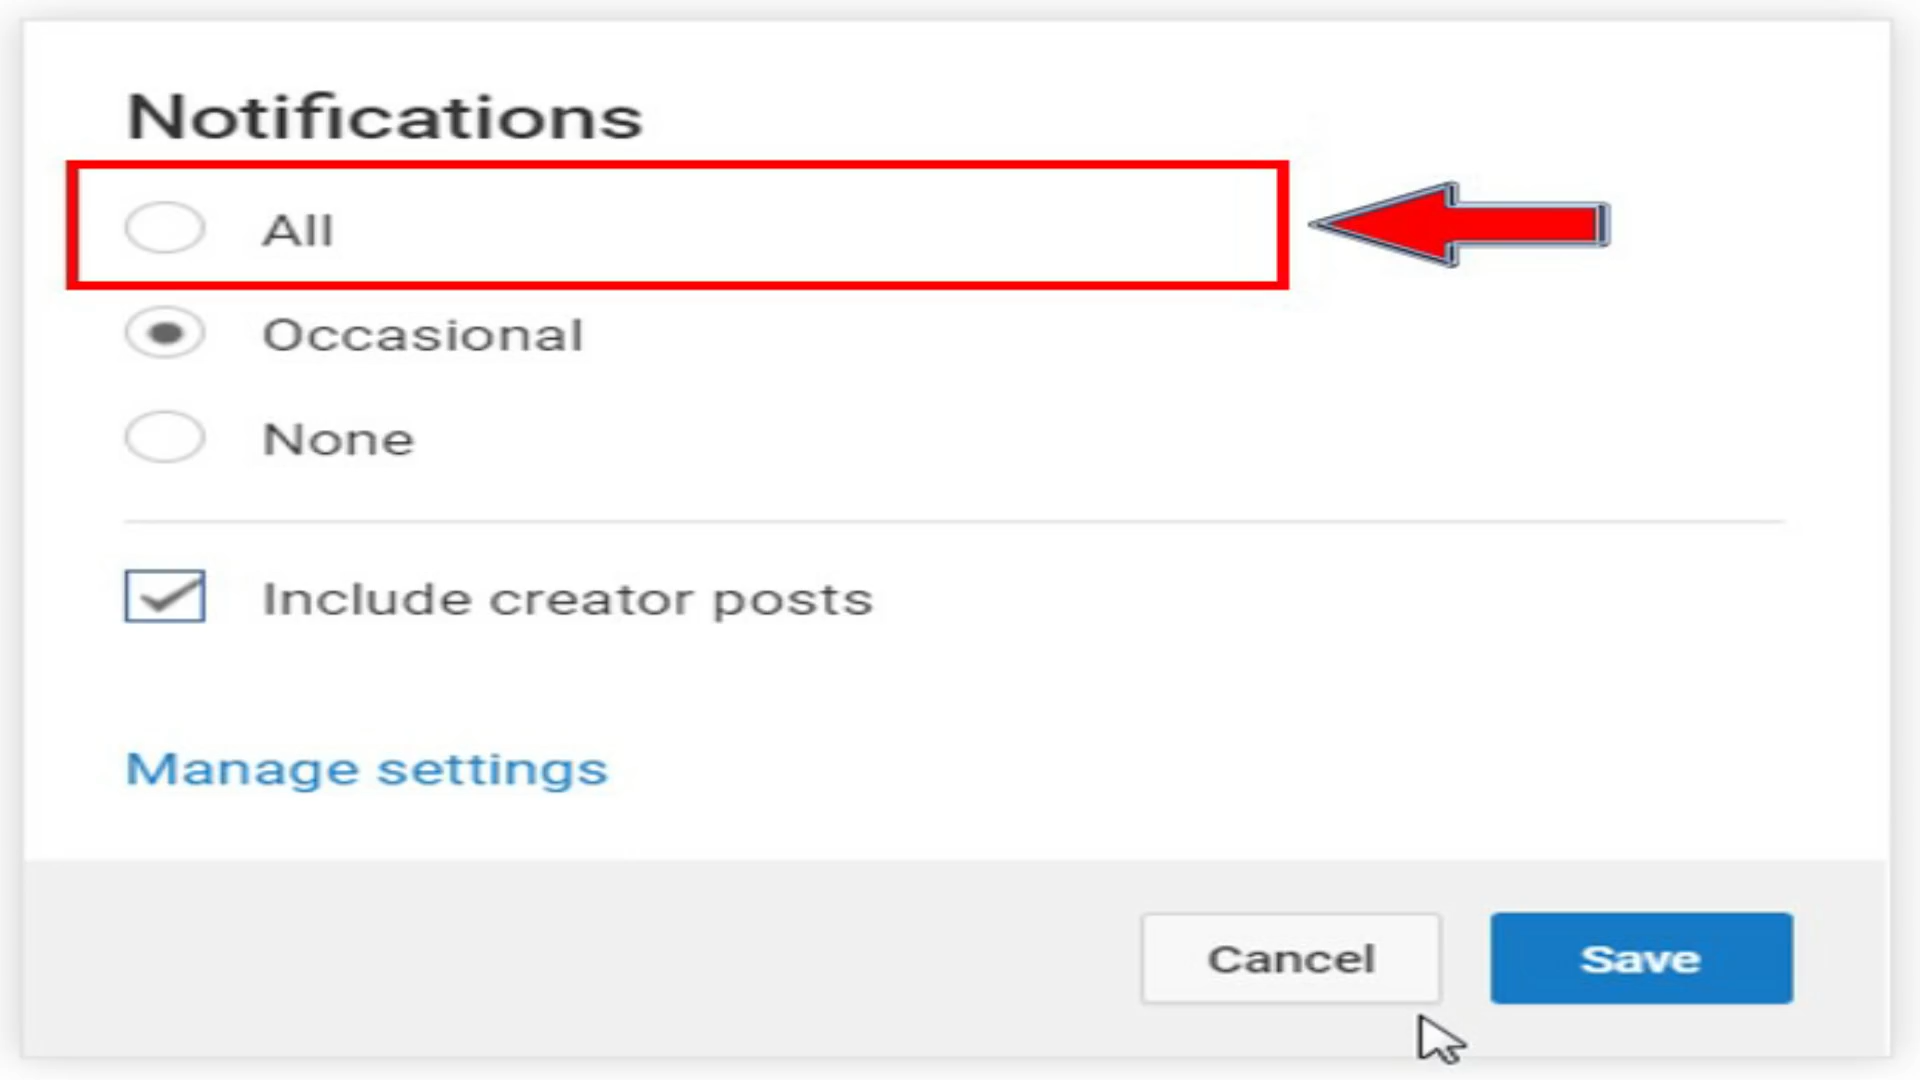 Notifications
All
Occasional
None
Include creator posts
Manage settings
Cancel Save